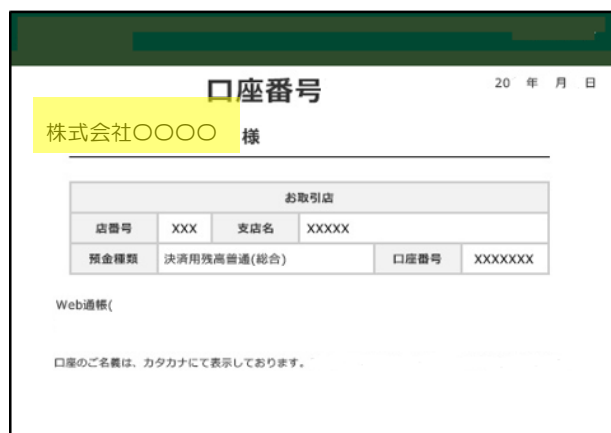 口座番号
20 年 月 日
株式会社〇〇〇〇 様
お取引店
店番号 XXX 支店名 XXXXX
預金種類 決済用残高普通(総合) 口座番号 XXXXXXX
Web通帳(
口座のご名義は、カタカナにて表示しております。